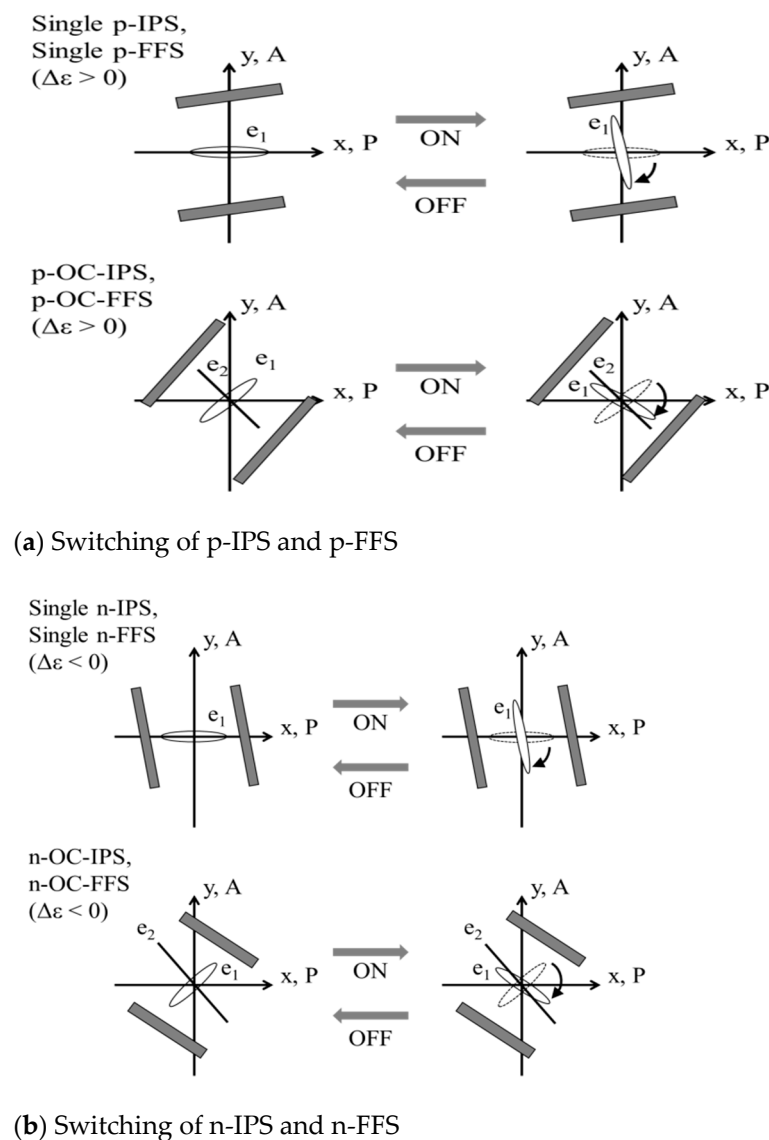 Single p-IPS,
Single p-FFS
(Δε > 0)
y, A
e₁
x, P
ON
OFF
y, A
e₁
x, P
p-OC-IPS,
p-OC-FFS
(Δε > 0)
y, A
e₂
e₁
x, P
ON
OFF
y, A
e₂
e₁
x, P
(a) Switching of p-IPS and p-FFS
Single n-IPS,
Single n-FFS
(Δε < 0)
y, A
e₁
x, P
ON
OFF
y, A
e₁
x, P
n-OC-IPS,
n-OC-FFS
(Δε < 0)
y, A
e₂
e₁
x, P
ON
OFF
y, A
e₂
e₁
x, P
(b) Switching of n-IPS and n-FFS